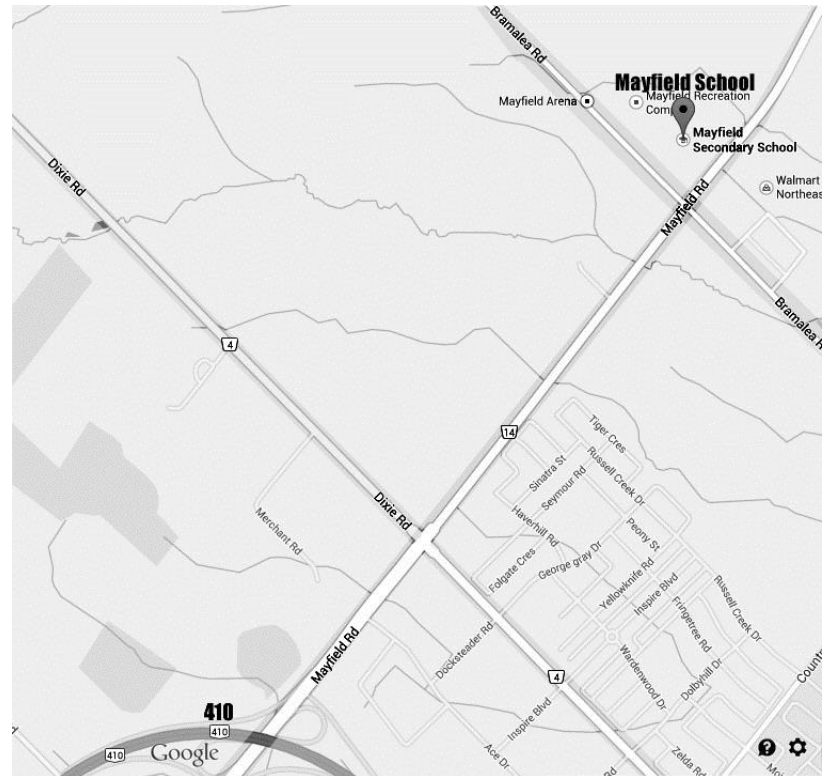 Bramalea Rd
Mayfield School
Mayfield Arena
Mayfield Recreation
Mayfield
Secondary School
Dixie Rd
Walmart
Mayfield Rd
Bramalea
4
14
Tiger Cres
Sinatra St
Russell Creek Dr
Seymour Rd
Dixie Rd
Haverhill Rd
Merchant Rd
Peony St
George gray Dr
Folgate Cres
Yellowknife Rd
Inspire Blvd
Russell Creek Dr
Fringetree Rd
Mayfield Rd
Docksteader Rd
Wardenwood Dr
Dolbyhill Dr
4
Inspire Blvd
410
410
410
Google
Ace Dr
Zelda Rd
?